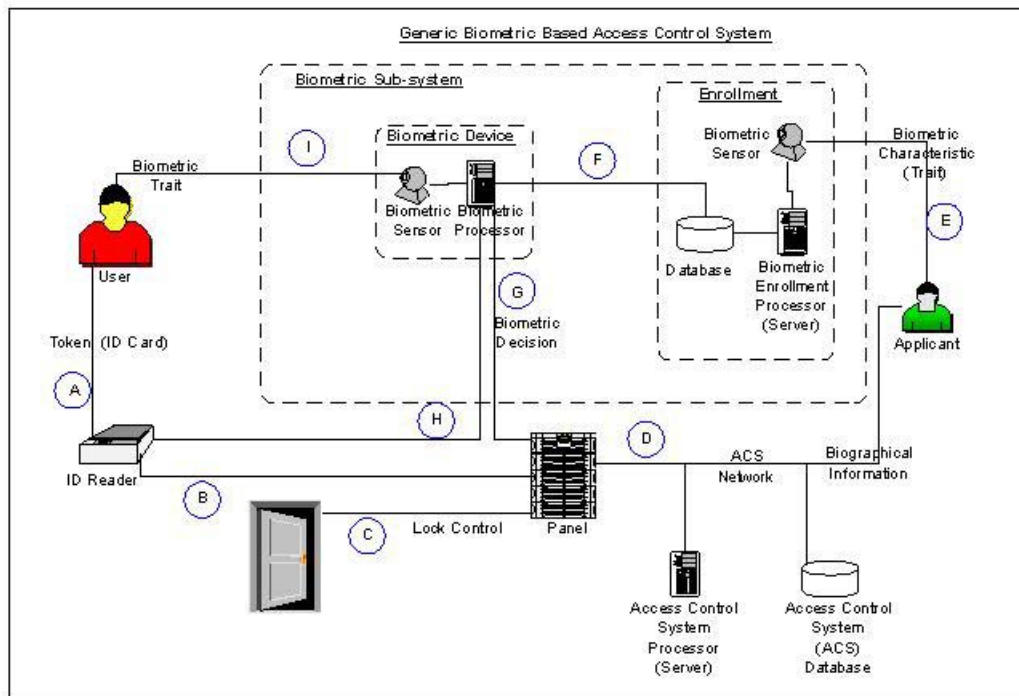 Generic Biometric Based Access Control System
Biometric Sub-system
Enrollment
Biometric Device
Biometric
Sensor
Biometric
Characteristic
(Trait)
I
F
E
Biometric
Trait
Biometric
Sensor
Biometric
Processor
User
Database
Biometric
Enrollment
Processor
(Server)
G
Biometric
Decision
Applicant
Token (ID Card)
A
H
D
ACS
Network
Biographical
Information
ID Reader
B
C
Lock Control
Panel
Access Control
System
Processor
(Server)
Access Control
System
(ACS)
Database